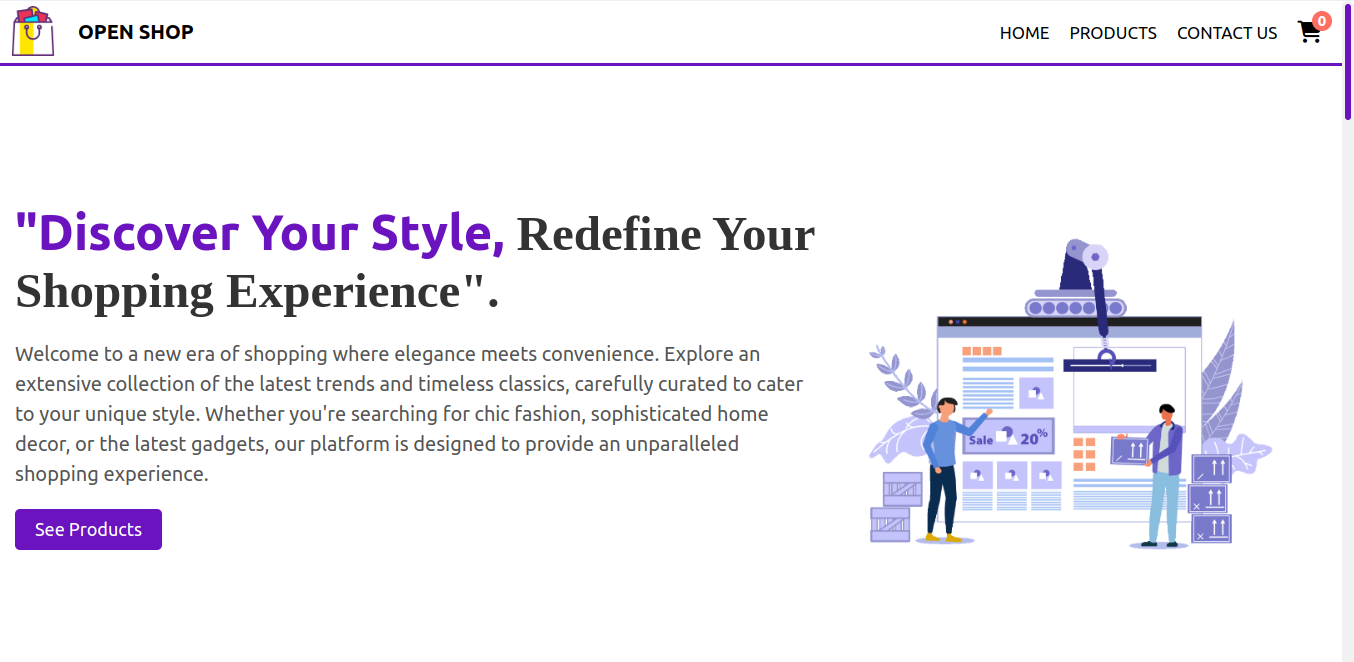 OPEN SHOP
HOME PRODUCTS CONTACT US 0
"Discover Your Style, Redefine Your
Shopping Experience".
Welcome to a new era of shopping where elegance meets convenience. Explore an
extensive collection of the latest trends and timeless classics, carefully curated to cater
to your unique style. Whether you're searching for chic fashion, sophisticated home
decor, or the latest gadgets, our platform is designed to provide an unparalleled
shopping experience.
See Products
Sale 20%